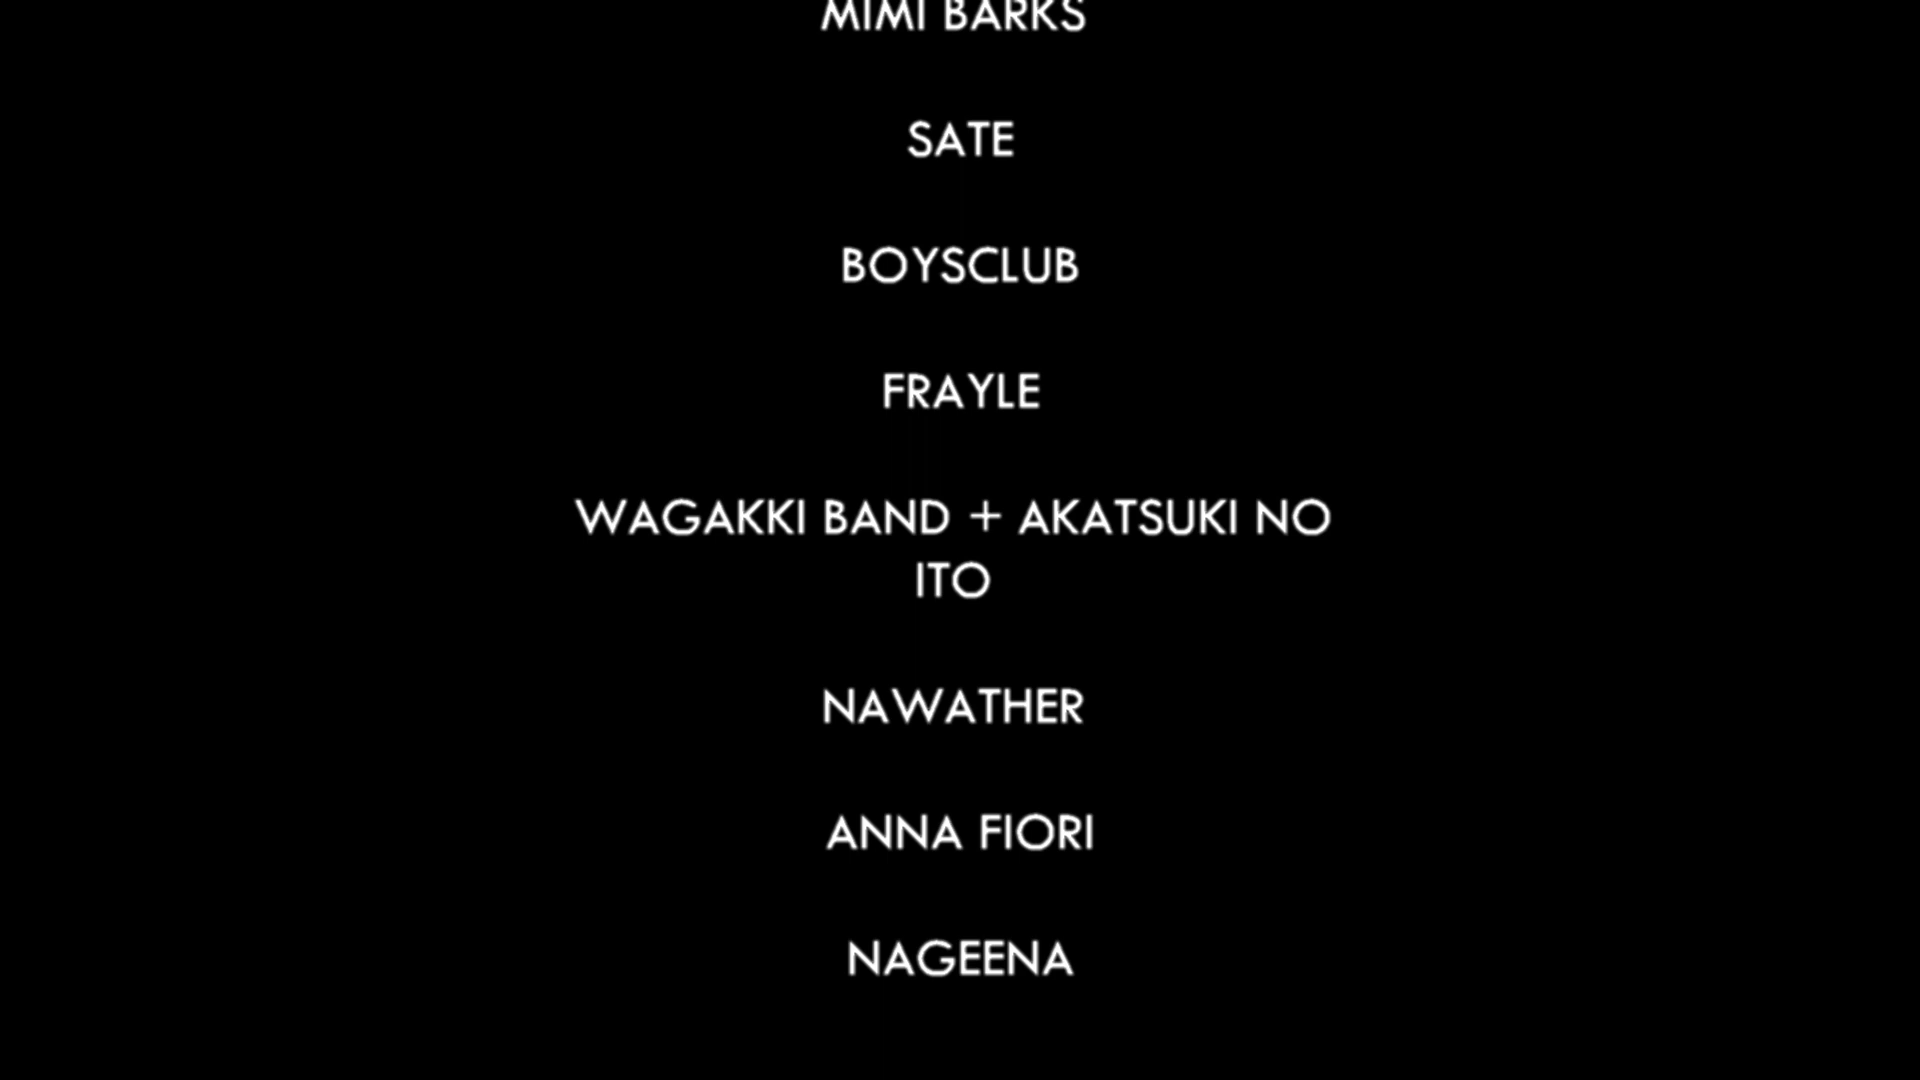 MIMI BARKS
SATE
BOYSCLUB
FRAYLE
WAGAKKI BAND + AKATSUKI NO
ITO
NAWATHER
ANNA FIORI
NAGEENA